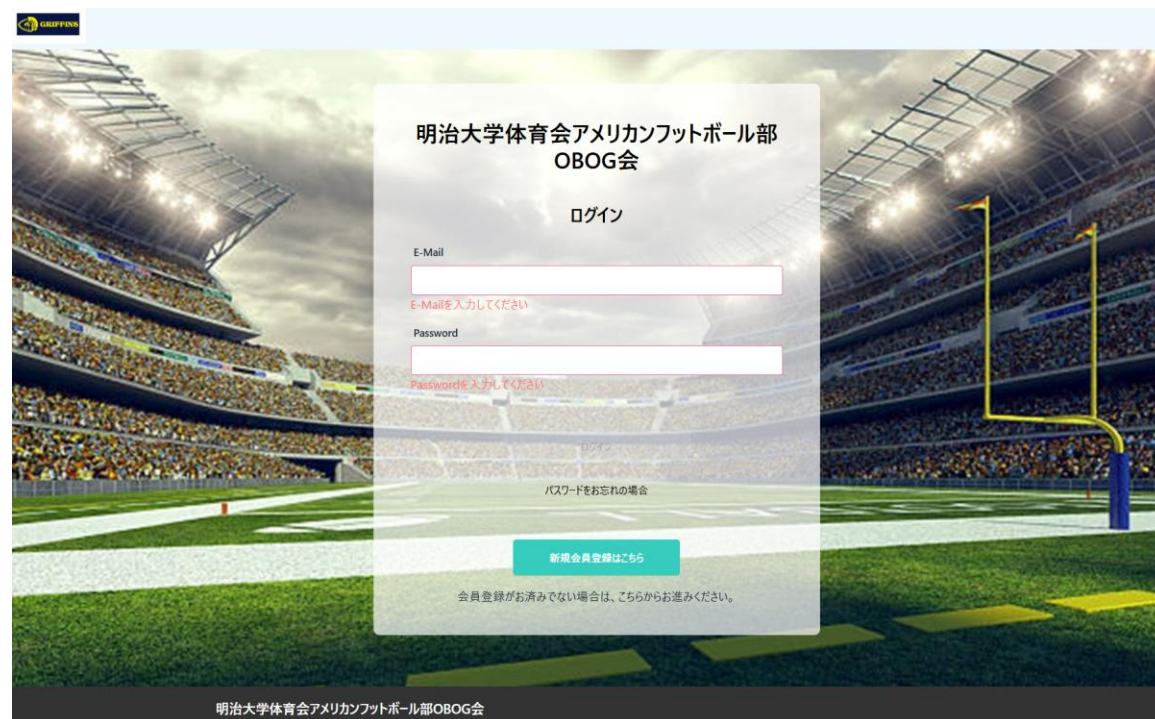 GRIFFINS
明治大学体育会アメリカンフットボール部
OBOG会
ログイン
E-Mail
E-Mailを入力してください
Password
Passwordを入力してください
ログイン
パスワードをお忘れの場合
新規会員登録はこちら
会員登録がお済みでない場合は、こちらからお進みください。
明治大学体育会アメリカンフットボール部OBOG会